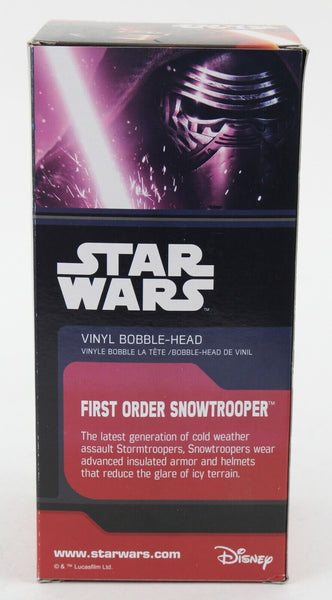 STAR
WARS™
VINYL BOBBLE-HEAD
VINYLE BOBBLE LA TÊTE /BOBBLE-HEAD DE VINIL
FIRST ORDER SNOWTROOPER™
The latest generation of cold weather
assault Stormtroopers, Snowtroopers wear
advanced insulated armor and helmets
that reduce the glare of icy terrain.
www.starwars.com
© & ™ Lucasfilm Ltd.
Disney